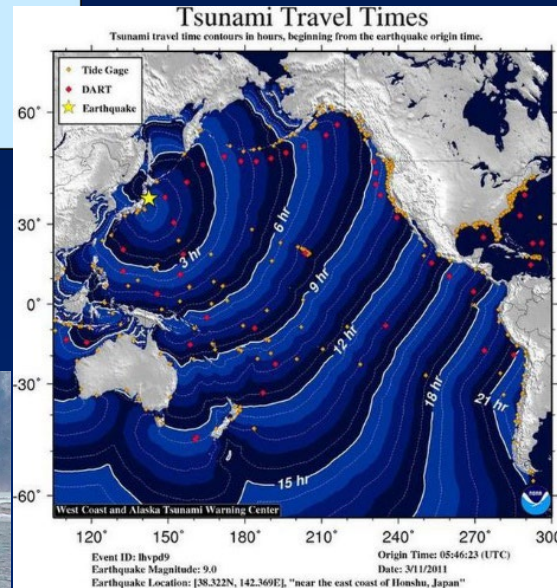 Tsunami Travel Times
Tsunami travel time contours in hours, beginning from the earthquake origin time.
Tide Gage
DART
Earthquake
60°
30°
0°
-30°
-60°
3 hr
6 hr
9 hr
12 hr
15 hr
18 hr
21 hr
West Coast and Alaska Tsunami Warning Center
120 150 180 210 240 270 300
Event ID: lhvpd9 Origin Time: 05:46:23 (UTC)
Earthquake Magnitude: 9.0 Date: 3/11/2011
Earthquake Location: [38.322N, 142.369E], "near the east coast of Honshu, Japan"